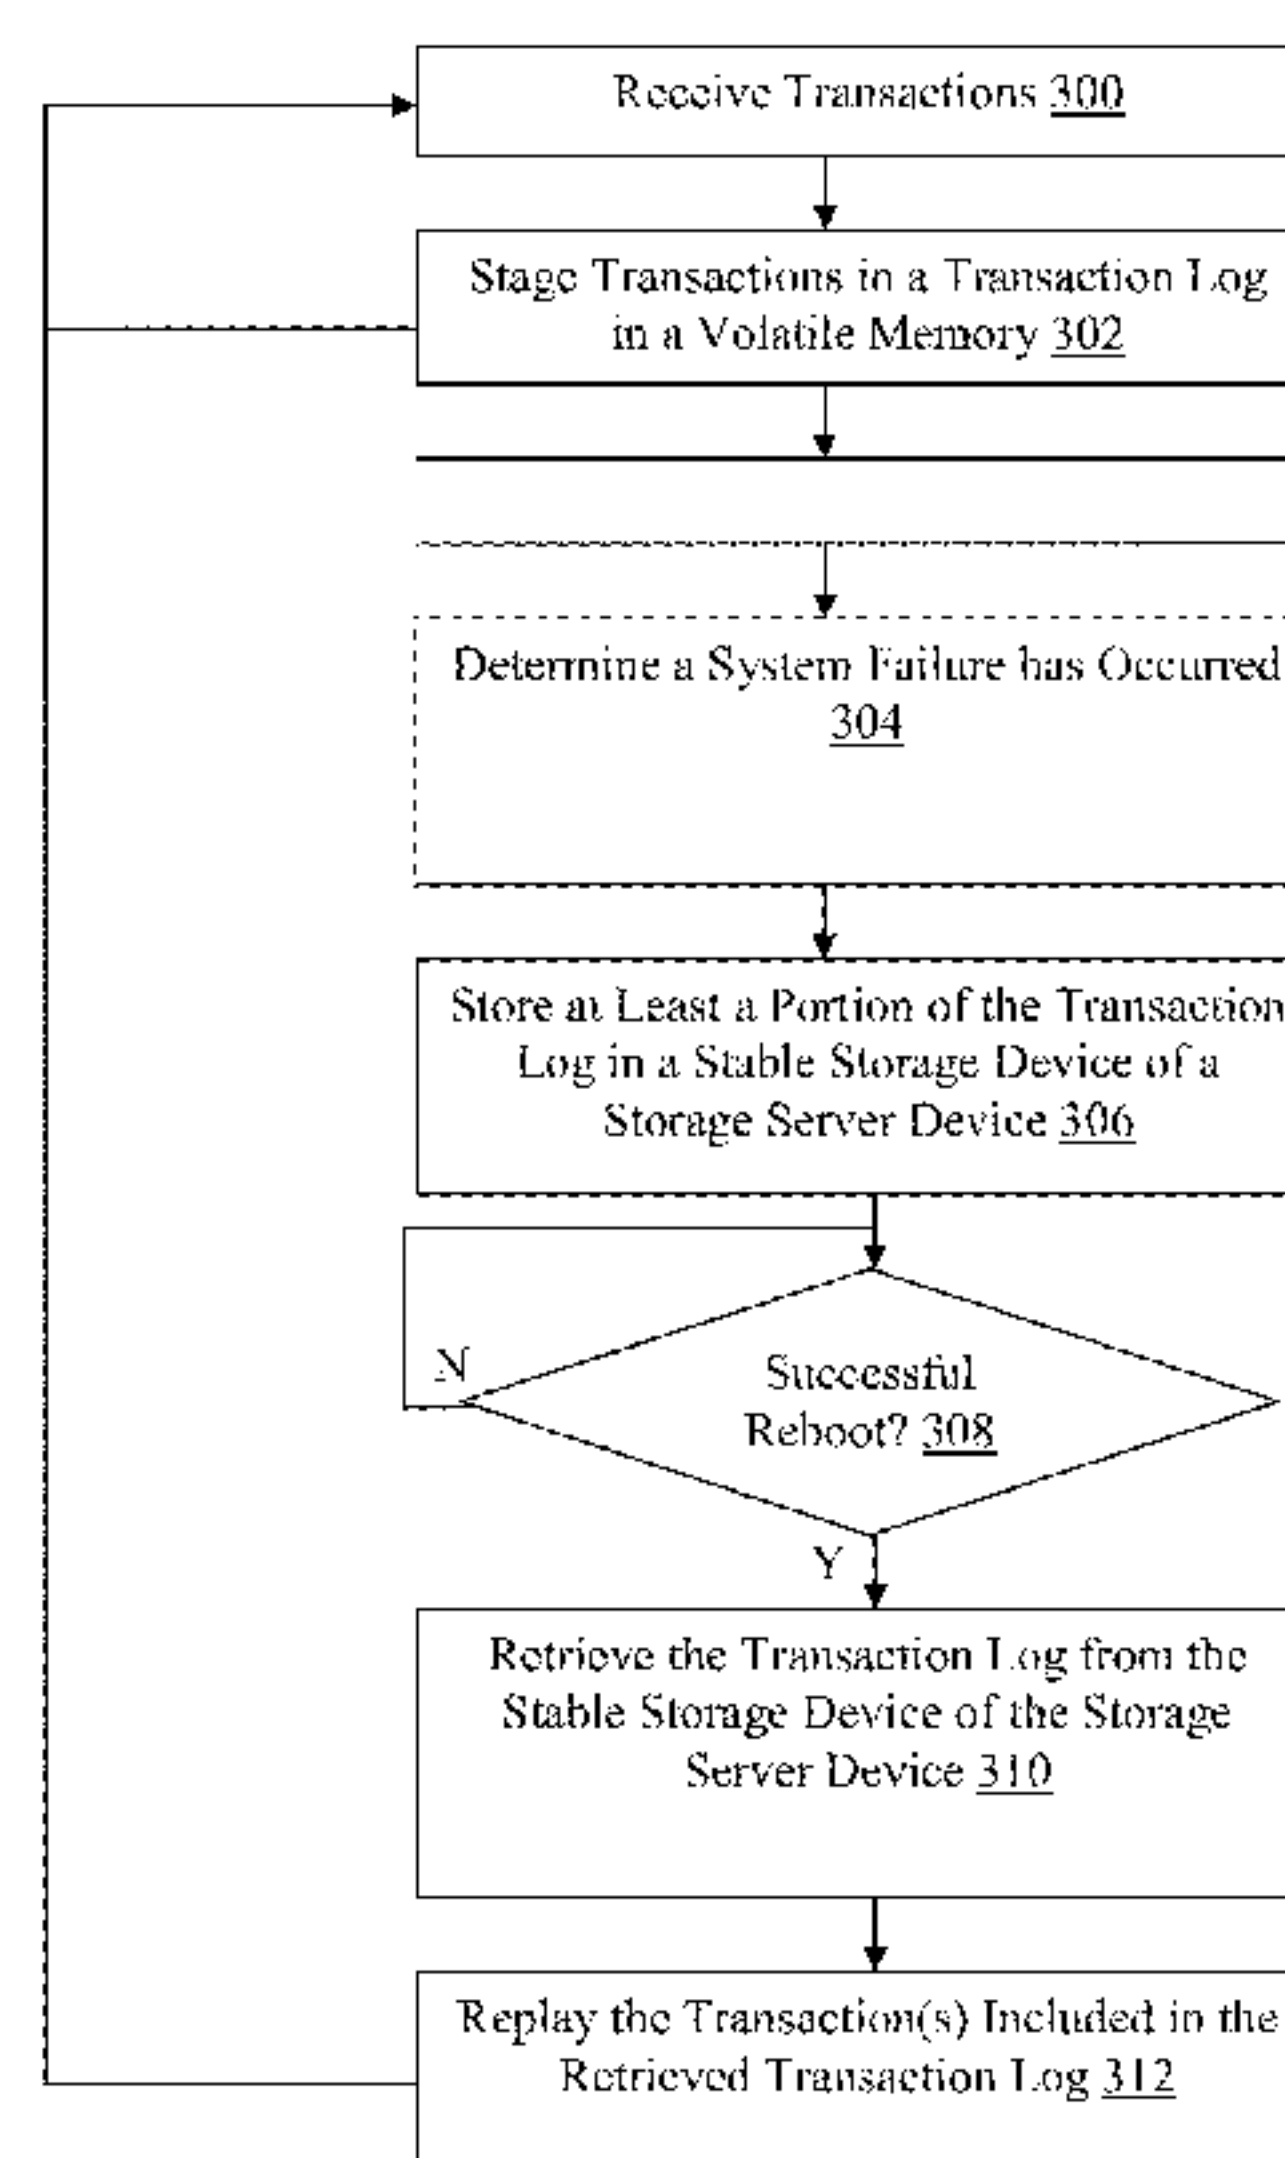 Receive Transactions 300
Stage Transactions in a Transaction Log
in a Volatile Memory 302
Determine a System Failure has Occurred
304
Store at Least a Portion of the Transaction
Log in a Stable Storage Device of a
Storage Server Device 306
N
Successful
Reboot? 308
Y
Retrieve the Transaction Log from the
Stable Storage Device of the Storage
Server Device 310
Replay the Transaction(s) Included in the
Retrieved Transaction Log 312